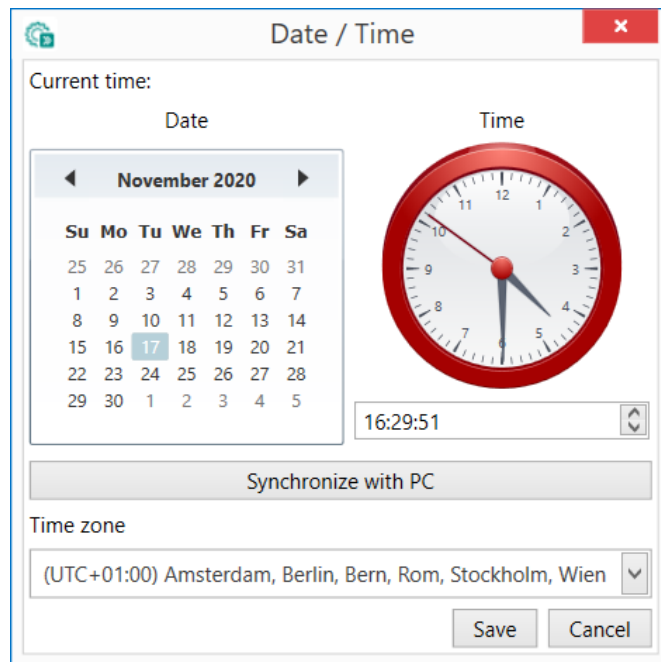 Date / Time
Current time:
Date
Time
November 2020
Su Mo Tu We Th Fr Sa
25 26 27 28 29 30 31
1 2 3 4 5 6 7
8 9 10 11 12 13 14
15 16 17 18 19 20 21
22 23 24 25 26 27 28
29 30 1 2 3 4 5
12
11 1
10 2
9 3
8 4
7 5
6
16:29:51
Synchronize with PC
Time zone
(UTC+01:00) Amsterdam, Berlin, Bern, Rom, Stockholm, Wien
Save Cancel